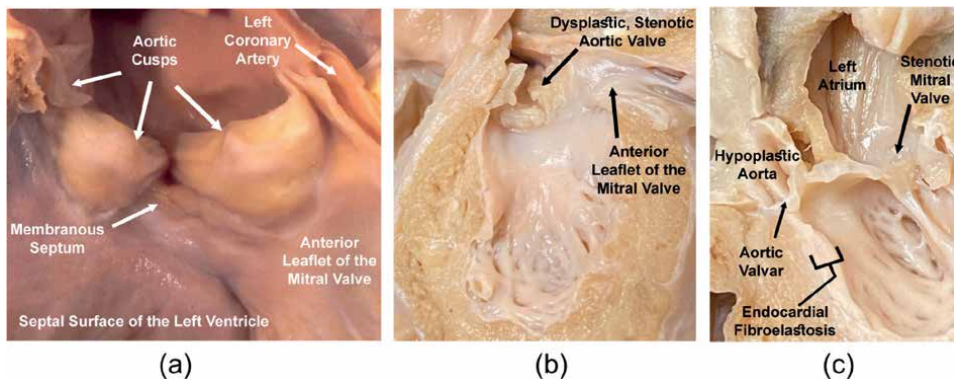 Aortic
Cusps
Left
Coronary
Artery
Membranous
Septum
Anterior
Leaflet of the
Mitral Valve
Septal Surface of the Left Ventricle
(a)
Dysplastic, Stenotic
Aortic Valve
Anterior
Leaflet of the
Mitral Valve
(b)
Left
Atrium
Stenotic
Mitral
Valve
Hypoplastic
Aorta
Aortic
Valvar
Endocardial
Fibroelastosis
(c)